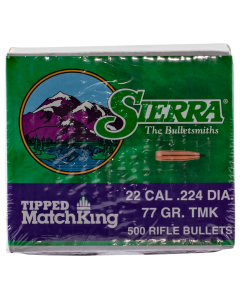 SIERRA®
The Bulletsmiths
22 CAL .224 DIA.
TIPPED
MatchKing
77 GR. TMK
500 RIFLE BULLETS